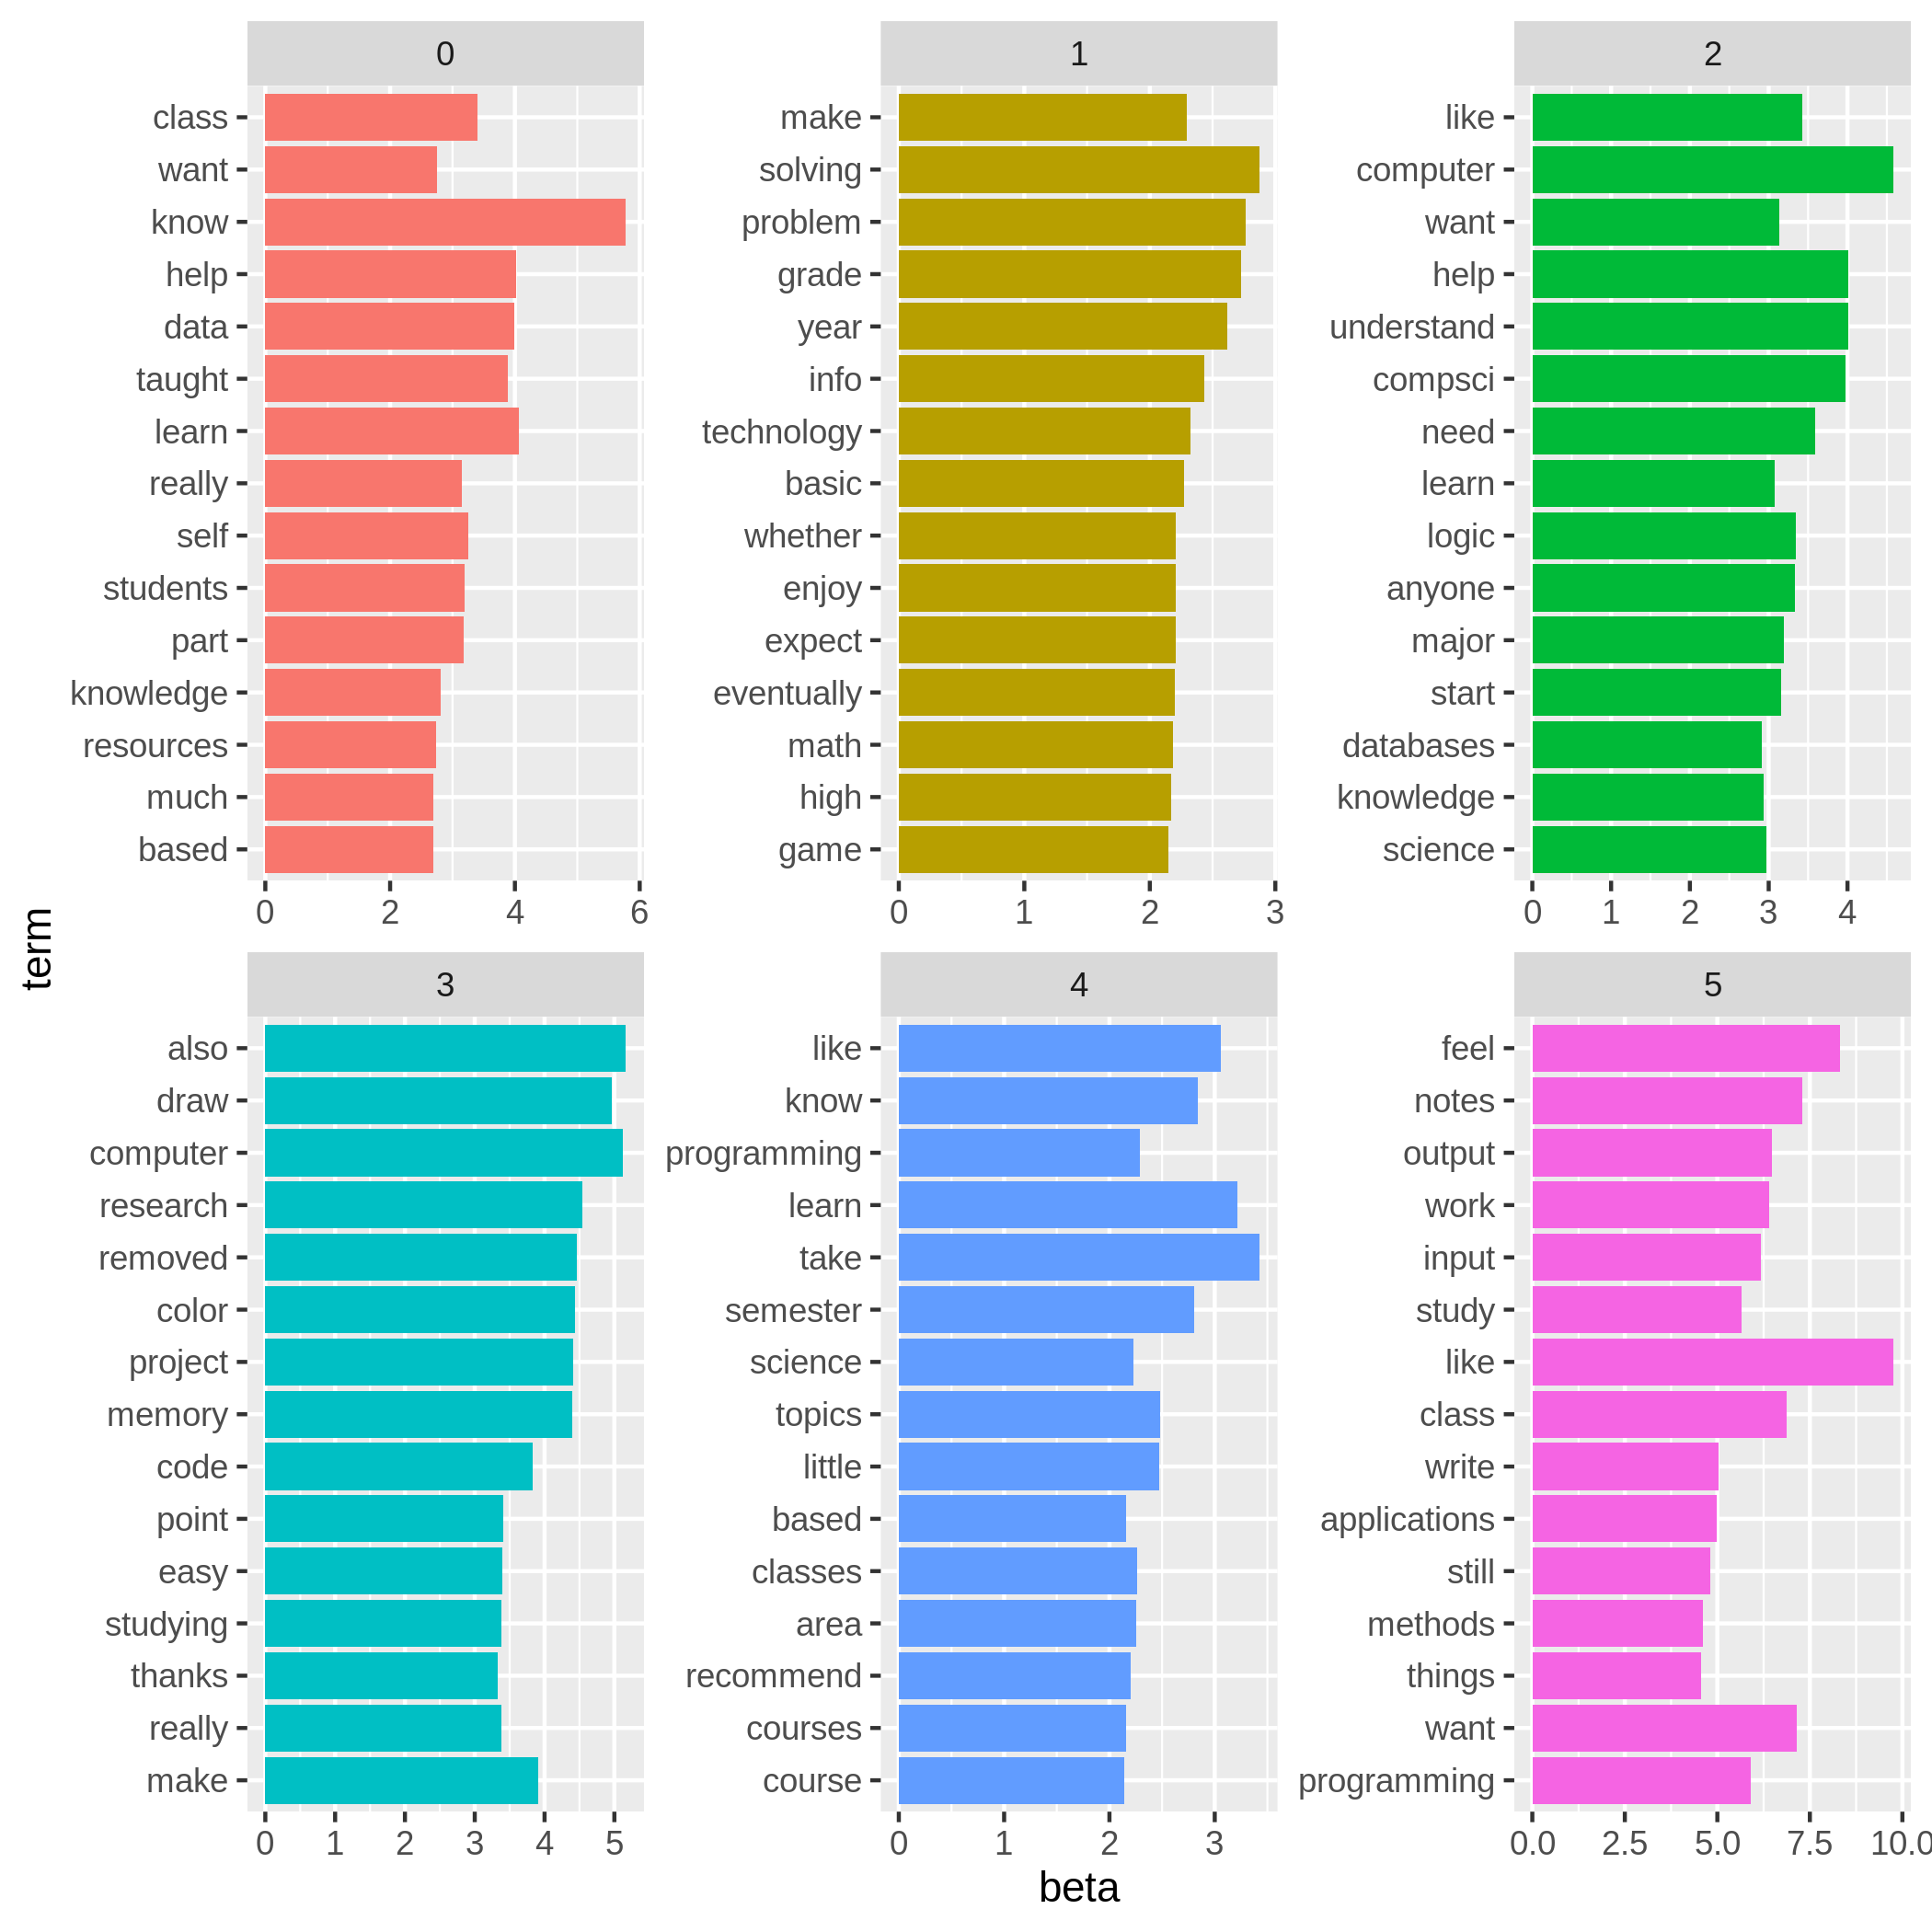 0
class
want
know
help
data
taught
learn
really
self
students
part
knowledge
resources
much
based
0 2 4 6
1
make
solving
problem
grade
year
info
technology
basic
whether
enjoy
expect
eventually
math
high
game
0 1 2 3
2
like
computer
want
help
understand
compsci
need
learn
logic
anyone
major
start
databases
knowledge
science
0 1 2 3 4
3
also
draw
computer
research
removed
color
project
memory
code
point
easy
studying
thanks
really
make
0 1 2 3 4 5
4
like
know
programming
learn
take
semester
science
topics
little
based
classes
area
recommend
courses
course
0 1 2 3
5
feel
notes
output
work
input
study
like
class
write
applications
still
methods
things
want
programming
0.0 2.5 5.0 7.5 10.0
term
beta